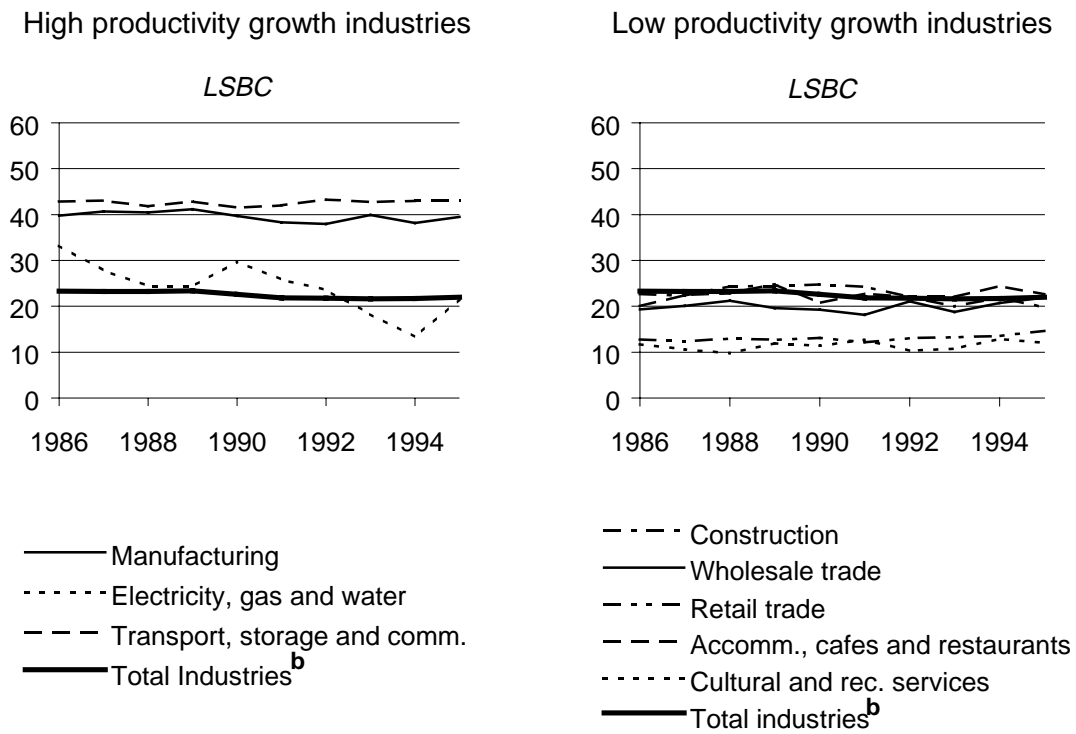 High productivity growth industries
LSBC
60
50
40
30
20
10
0
1986 1988 1990 1992 1994
Manufacturing
Electricity, gas and water
Transport, storage and comm.
Total Industries b
Low productivity growth industries
LSBC
60
50
40
30
20
10
0
1986 1988 1990 1992 1994
Construction
Wholesale trade
Retail trade
Accomm., cafes and restaurants
Cultural and rec. services
Total industries b